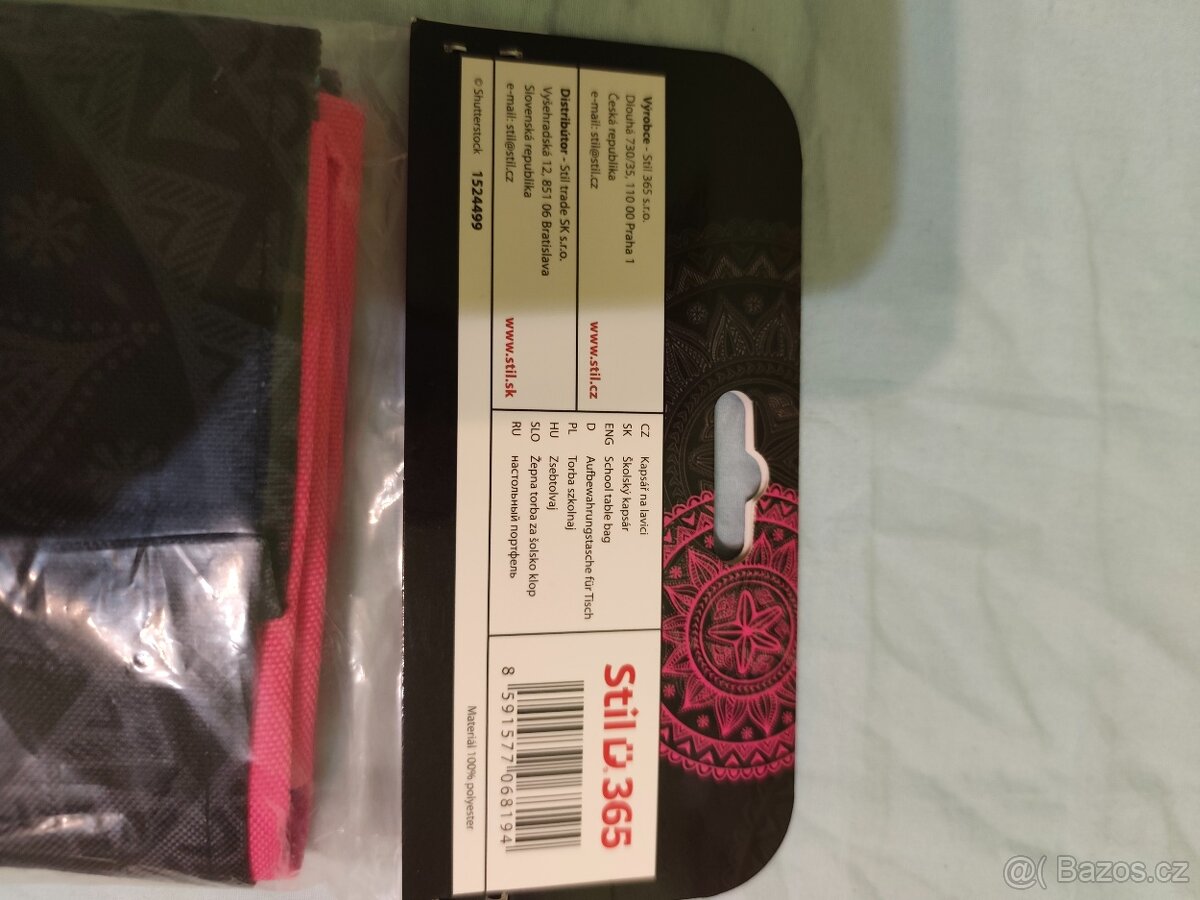 Výrobce - Stil 365 s.r.o.
Dlouhá 730/35, 110 00 Praha 1
Česká republika
e-mail: stil@stil.cz
www.stil.cz
Distribútor - Stil trade SK s.r.o.
Vyšehradská 12, 851 06 Bratislava
Slovenská republika
e-mail: stil@stil.cz
www.stil.sk
© Shutterstock 1524499
CZ Kapsář na lavici
SK Školský kapsár
ENG School table bag
D Aufbewahrungstasche für Tisch
PL Torba szkolnaj
HU Zsebtolvaj
SLO Žepna torba za šolsko klop
RU настольный портфель
Stil 365
8 591577 068194
Materiál 100% polyester
@( Bazos.cz